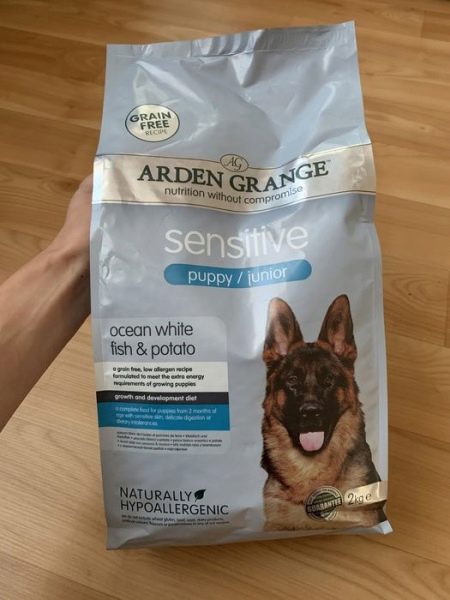 GRAIN
FREE
RECIPE
AG
ARDEN GRANGE
nutrition without compromise
sensitive
puppy / junior
ocean white
fish & potato
a grain free, low allergen recipe
formulated to meet the extra energy
requirements of growing puppies
growth and development diet
a complete food for puppies from 2 months of
age with sensitive skin, delicate digestion or
dietary intolerances
NATURALLY
HYPOALLERGENIC
GUARANTEE
2kg e